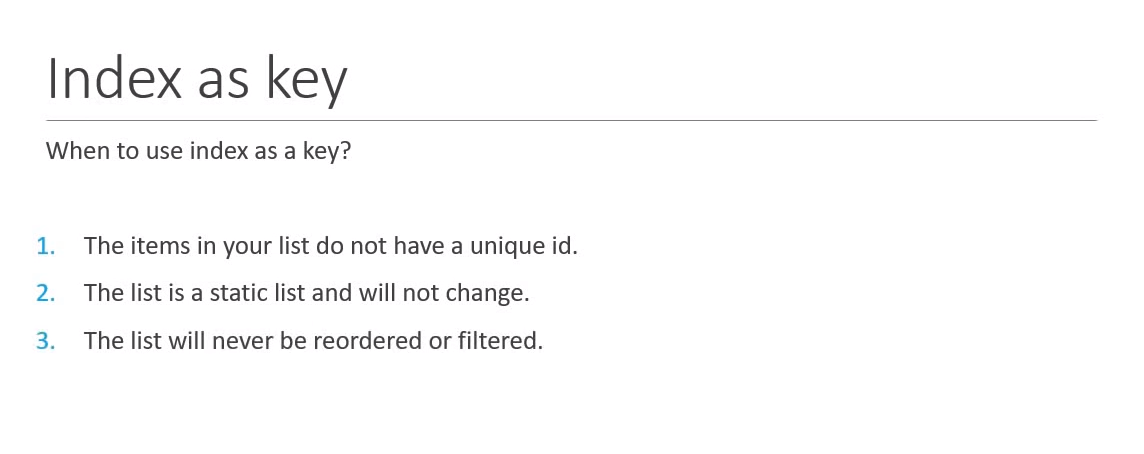 Index as key
When to use index as a key?
1. The items in your list do not have a unique id.
2. The list is a static list and will not change.
3. The list will never be reordered or filtered.